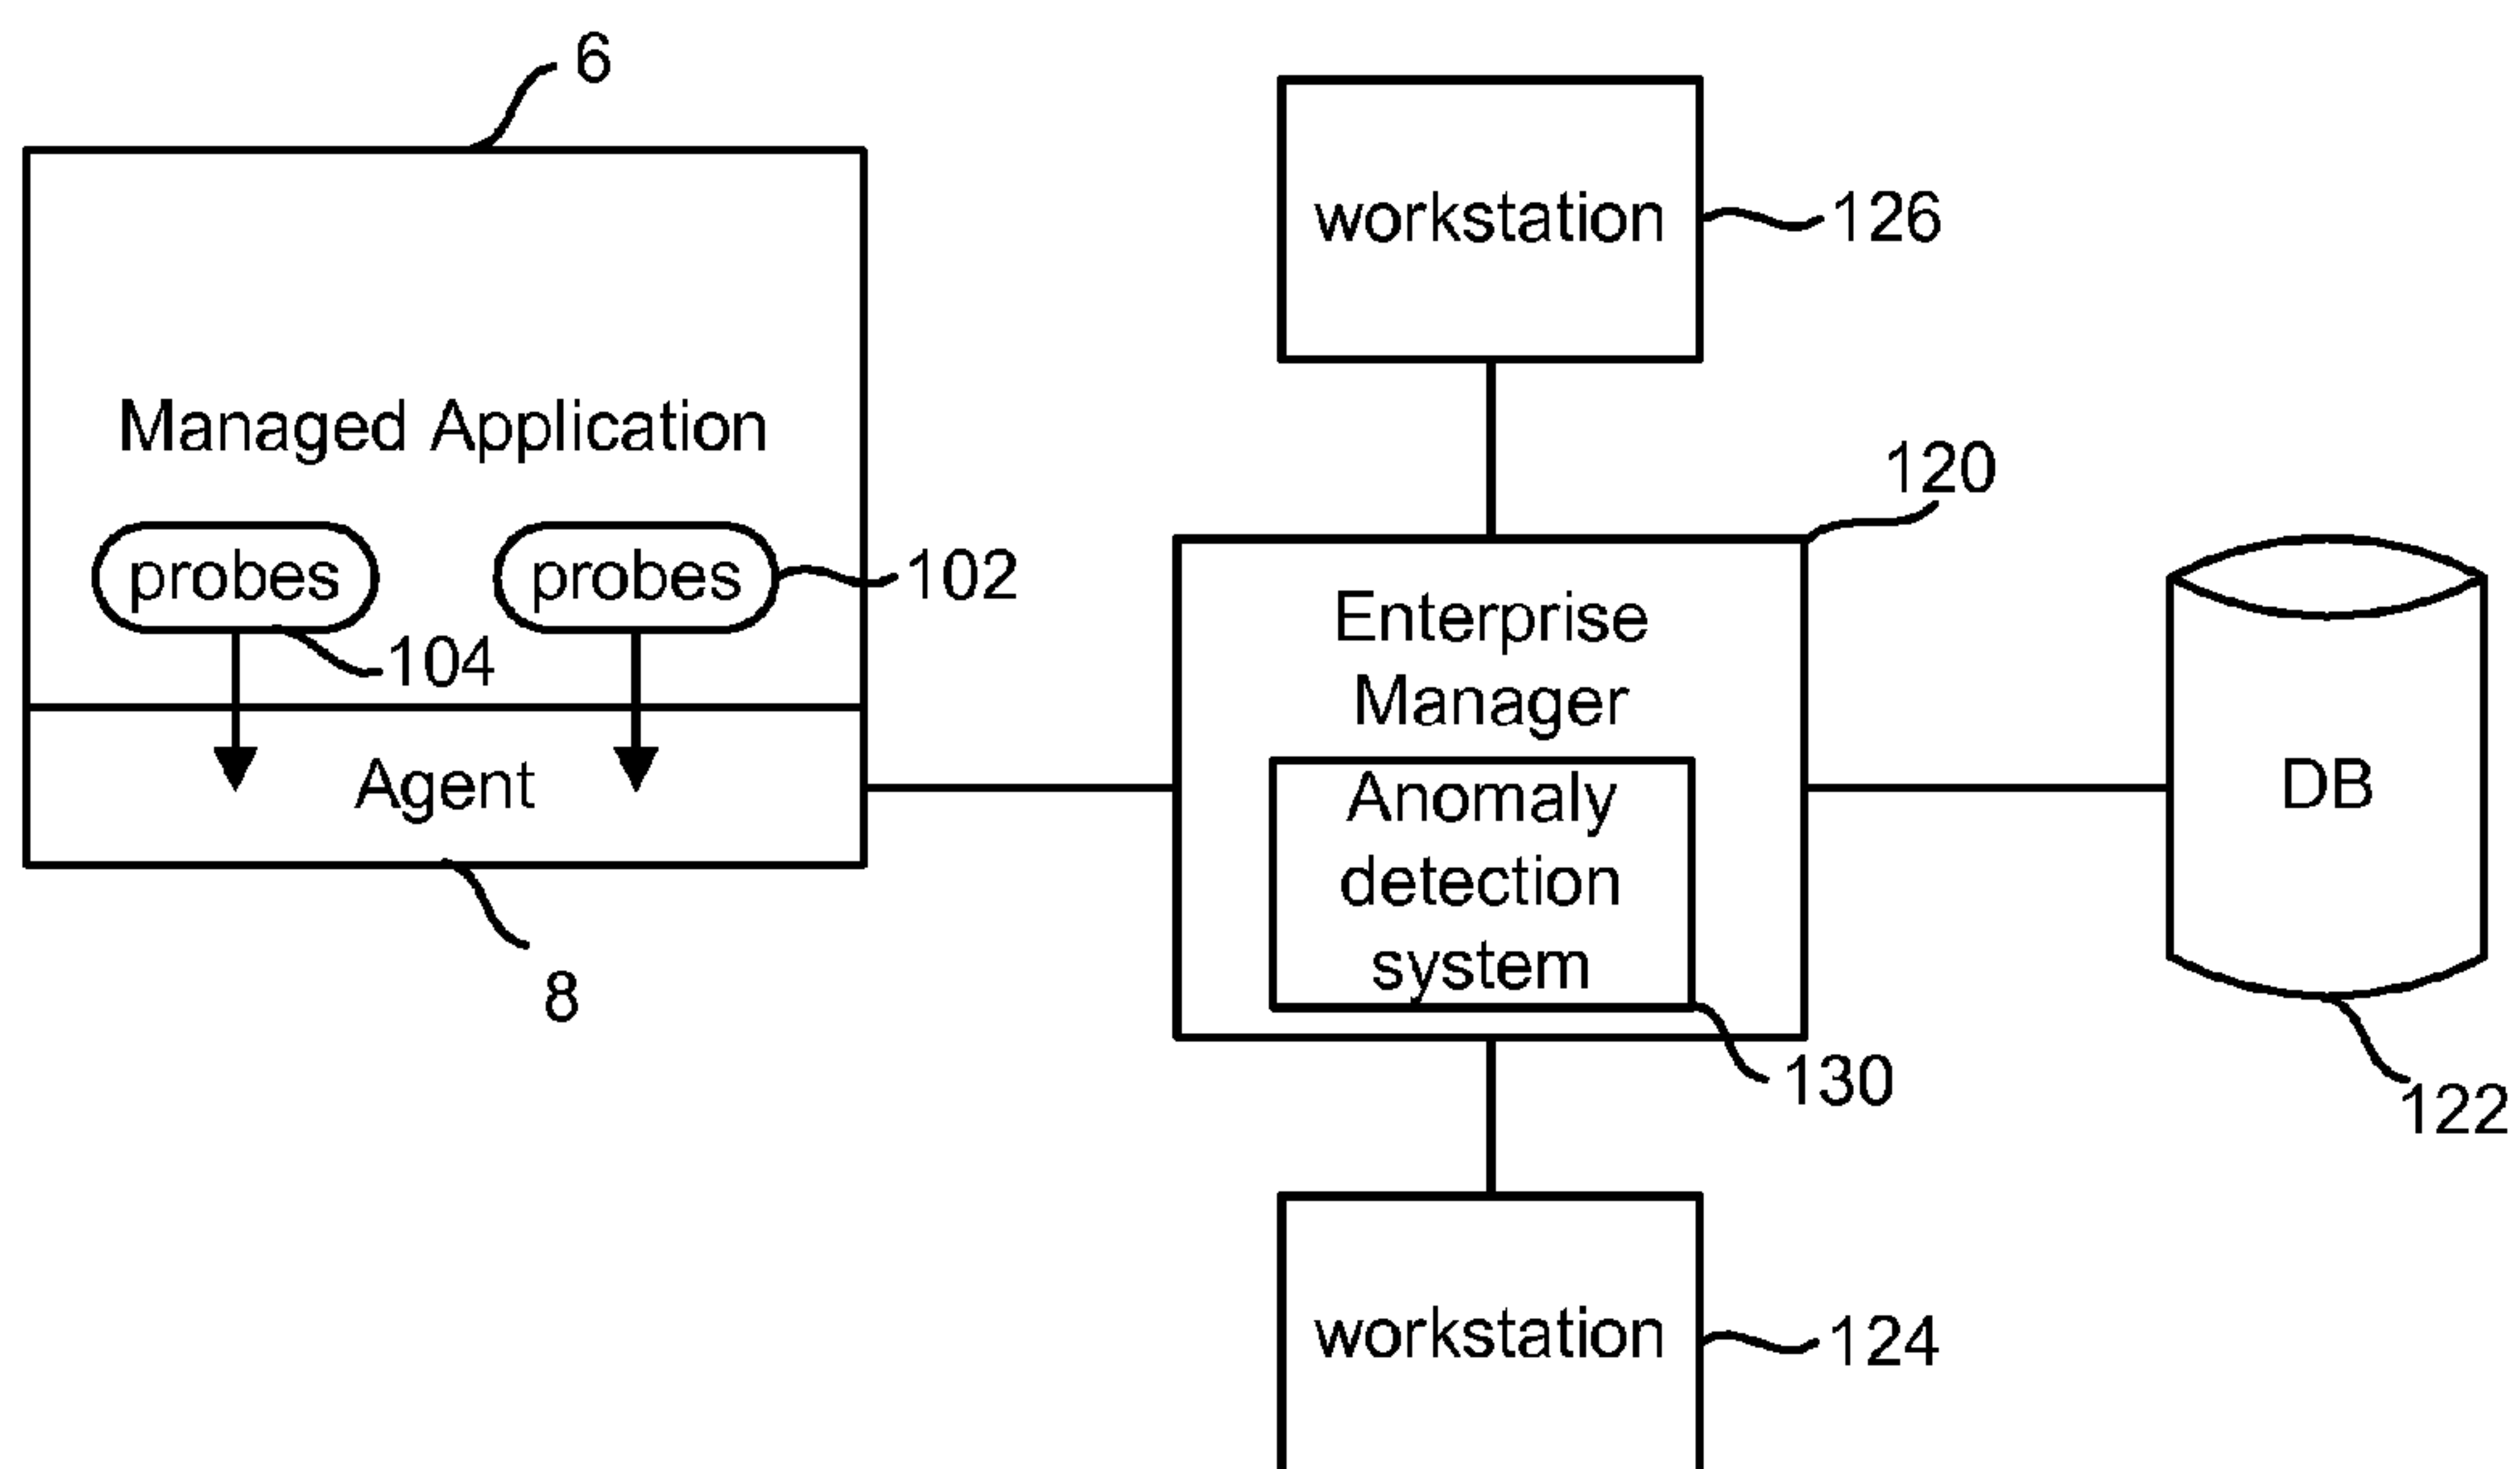 6
workstation
126
Managed Application
120
probes
probes
102
104
Enterprise
Manager
Agent
Anomaly
detection
system
DB
8
130
122
workstation
124